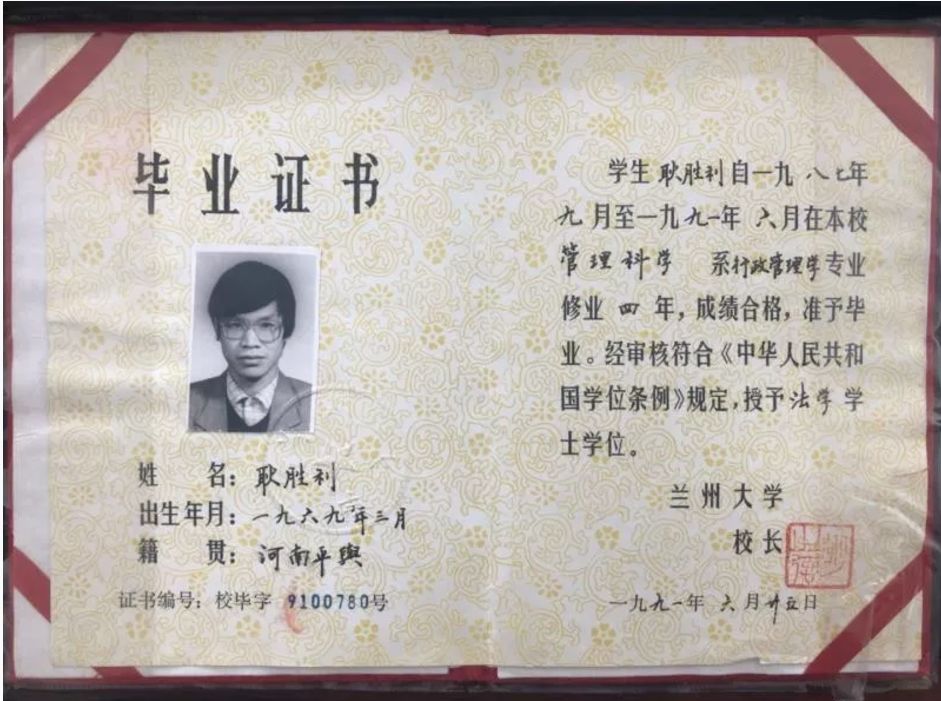 毕业证书
姓 名：耿胜利
出生年月：一九六九年三月
籍 贯：河南平舆
证书编号：校毕字 9100780号
学生耿胜利自一九八七年
九月至一九九一年六月在本校
管理科学 系行政管理学专业
修业四年，成绩合格，准予毕
业。经审核符合《中华人民共和
国学位条例》规定，授予法学学
士学位。
兰州大学
校长
一九九一年六月廿五日